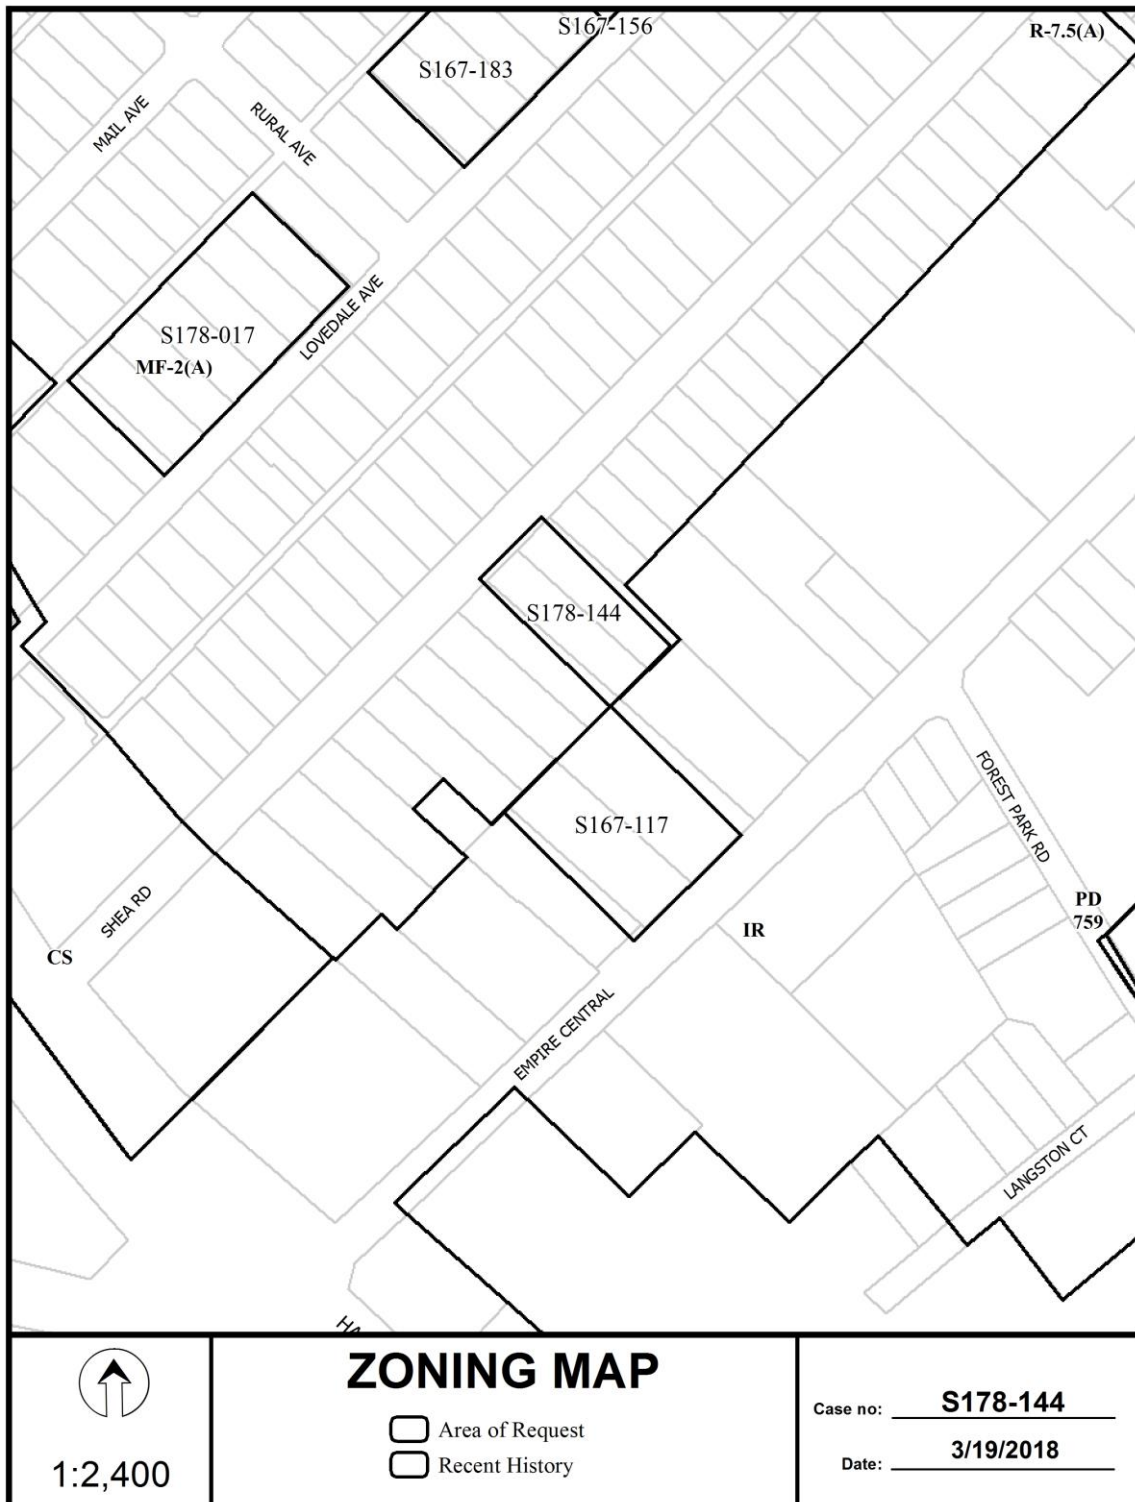 S167-156
R-7.5(A)
S167-183
MAIL AVE
RURAL AVE
LOVEDALE AVE
S178-017
MF-2(A)
S178-144
S167-117
FOREST PARK RD
PD
759
IR
SHEA RD
CS
EMPIRE CENTRAL
LANGSTON CT
HA
1:2,400
ZONING MAP
Area of Request
Recent History
Case no: S178-144
Date: 3/19/2018